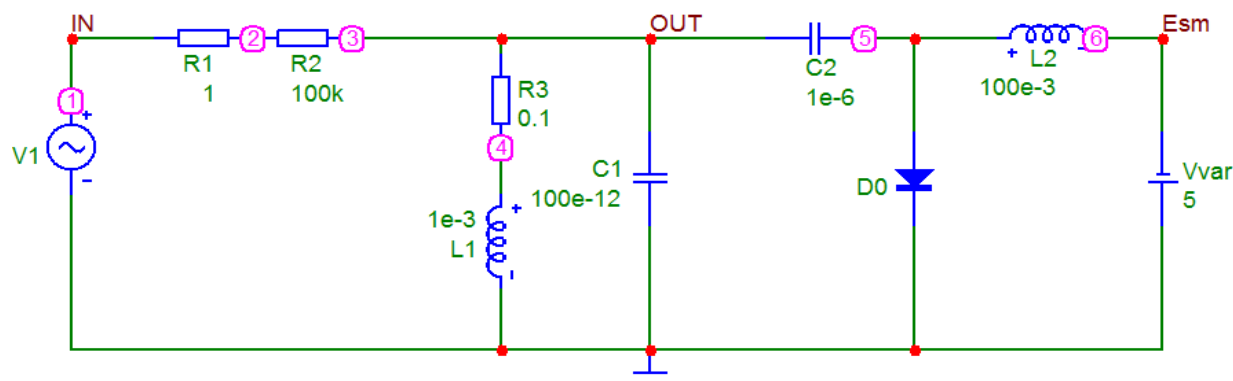 IN
OUT
Esm
2
3
5
6
R1
1
R2
100k
C2
1e-6
L2
100e-3
+
-
1
+
V1
-
R3
0.1
4
C1
100e-12
1e-3
L1
+
-
D0
Vvar
5